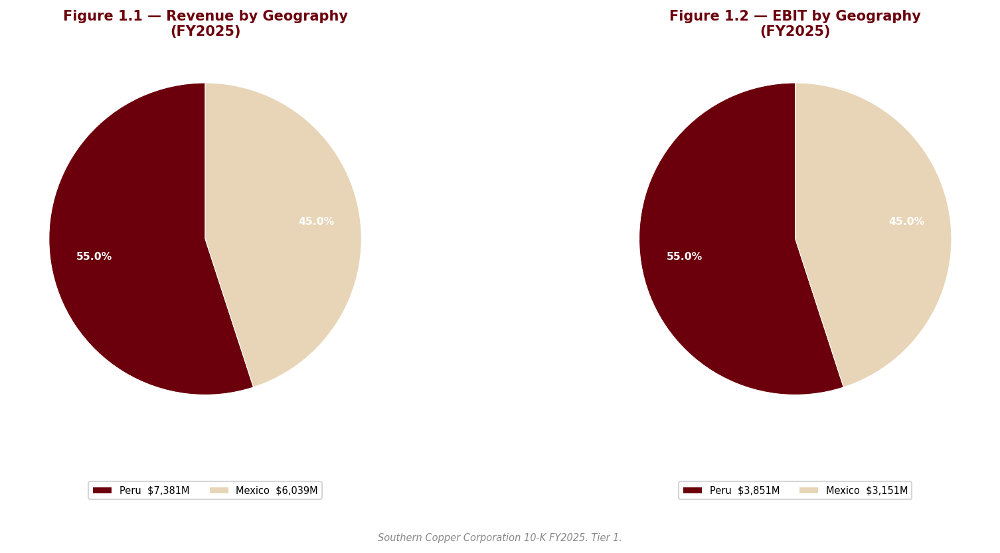 Figure 1.1 — Revenue by Geography
(FY2025)
55.0%
45.0%
Peru $7,381M
Mexico $6,039M
Figure 1.2 — EBIT by Geography
(FY2025)
55.0%
45.0%
Peru $3,851M
Mexico $3,151M
Southern Copper Corporation 10-K FY2025. Tier 1.